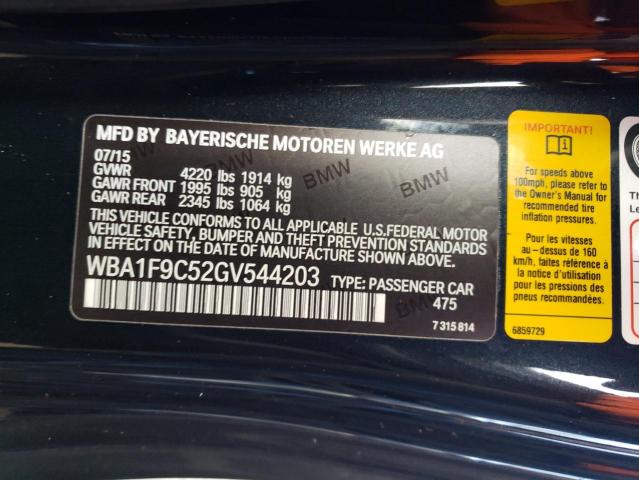 MFD BY BAYERISCHE MOTOREN WERKE AG
07/15
GVWR 4220 lbs 1914 kg
GAWR FRONT 1995 lbs 905 kg
GAWR REAR 2345 lbs 1064 kg
THIS VEHICLE CONFORMS TO ALL APPLICABLE U.S.FEDERAL MOTOR
VEHICLE SAFETY, BUMPER AND THEFT PREVENTION STANDARDS
IN EFFECT ON THE DATE OF MANUFACTURE SHOWN ABOVE.
WBA1F9C52GV544203 TYPE: PASSENGER CAR
475
7 315 814
BMW
BMW
BMW
BMW
For speeds above
100mph, please refer to
the Owner's Manual for
recommended tire
inflation pressures.
Pour les vitesses
au – dessus de 160
km/h, faites référence à
la notice d'utilisation
pour les pressions des
pneus recommandées.
6859729